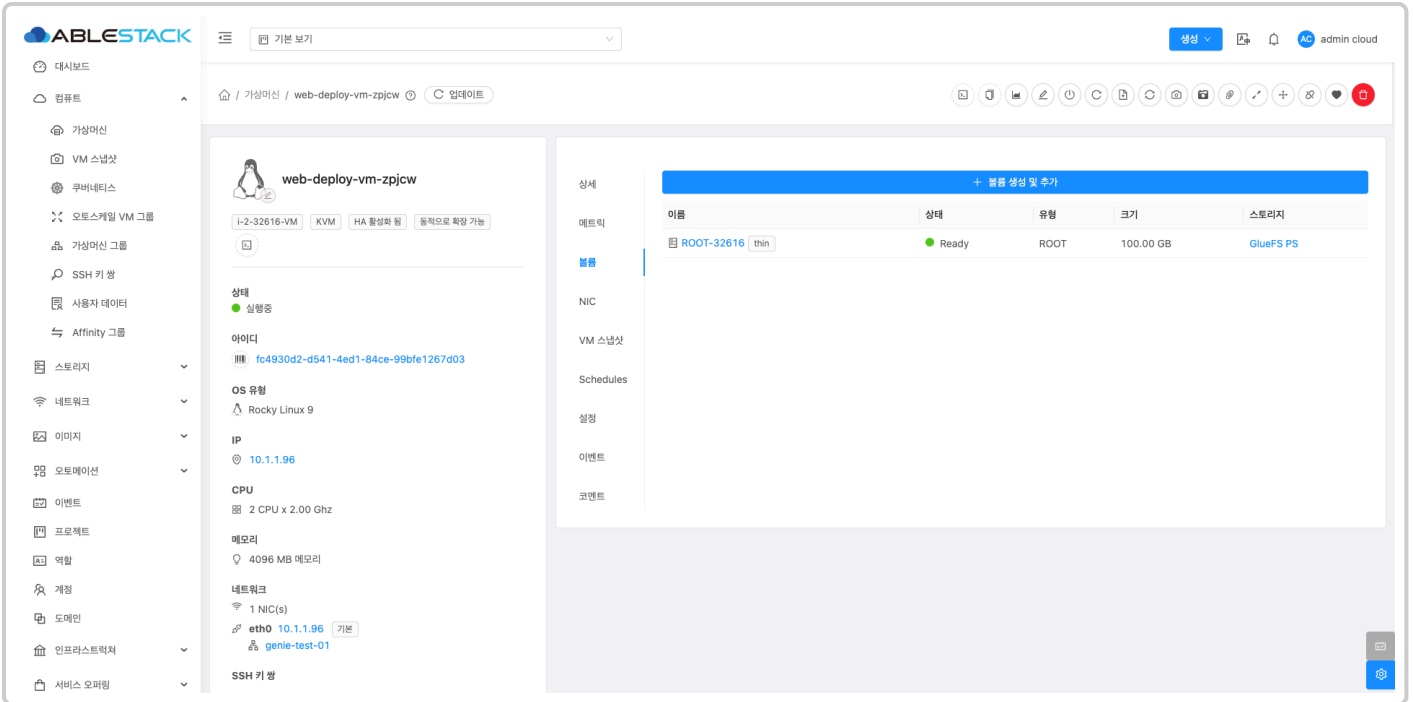 ABLESTACK
기본 보기
생성
AC
admin cloud
대시보드
컴퓨트
가상머신
VM 스냅샷
쿠버네티스
오토스케일 VM 그룹
가상머신 그룹
SSH 키 쌍
사용자 데이터
Affinity 그룹
스토리지
네트워크
이미지
오토메이션
이벤트
프로젝트
역할
계정
도메인
인프라스트럭쳐
서비스 오퍼링
/ 가상머신 / web-deploy-vm-zpjcw
업데이트
web-deploy-vm-zpjcw
i-2-32616-VM
KVM
HA 활성화 됨
동적으로 확장 가능
상태
실행중
아이디
fc4930d2-d541-4ed1-84ce-99bfe1267d03
OS 유형
Rocky Linux 9
IP
10.1.1.96
CPU
2 CPU x 2.00 Ghz
메모리
4096 MB 메모리
네트워크
1 NIC(s)
eth0 10.1.1.96 기본
genie-test-01
SSH 키 쌍
상세
메트릭
볼륨
NIC
VM 스냅샷
Schedules
설정
이벤트
코멘트
+ 볼륨 생성 및 추가
이름 상태 유형 크기 스토리지
ROOT-32616 thin Ready ROOT 100.00 GB GlueFS PS